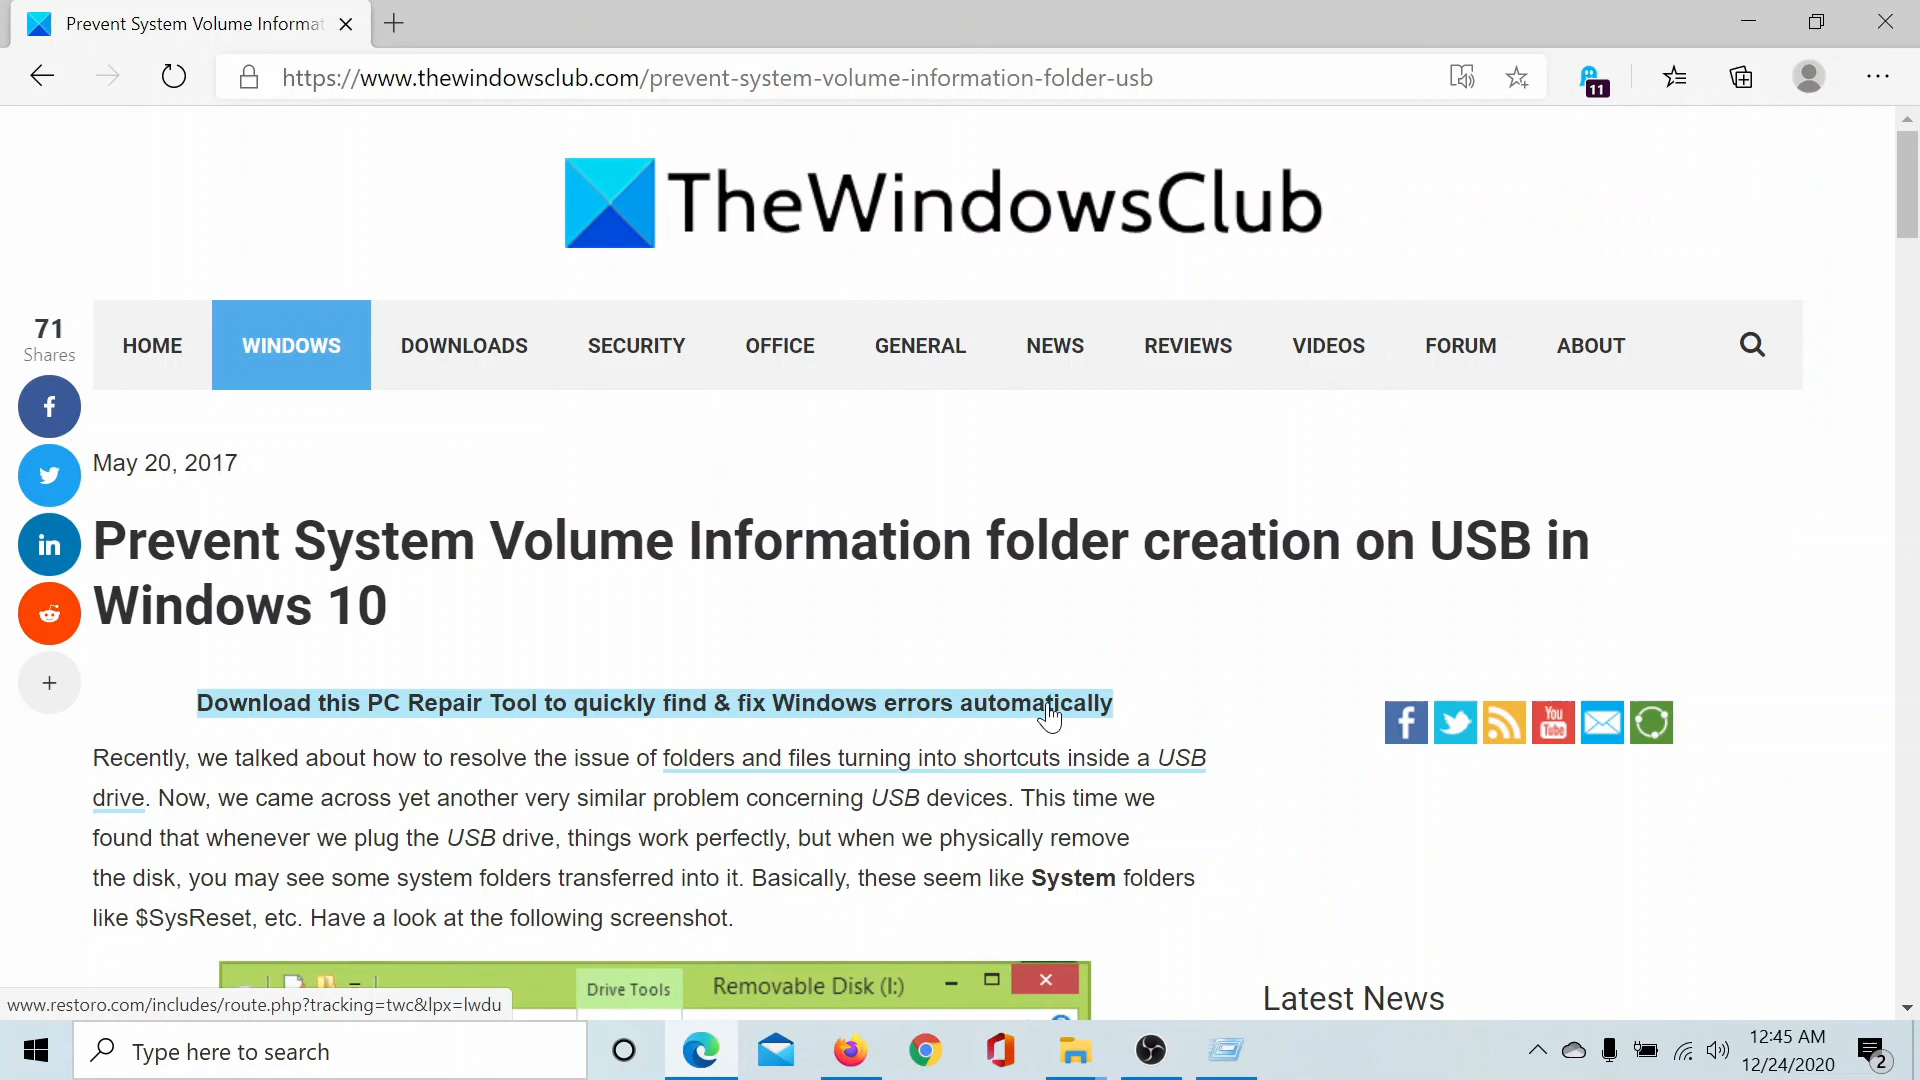 Prevent System Volume Informat
https://www.thewindowsclub.com/prevent-system-volume-information-folder-usb
11
TheWindowsClub
HOME WINDOWS DOWNLOADS SECURITY OFFICE GENERAL NEWS REVIEWS VIDEOS FORUM ABOUT
71
Shares
May 20, 2017
Prevent System Volume Information folder creation on USB in
Windows 10
Download this PC Repair Tool to quickly find & fix Windows errors automatically
You
Tube
Recently, we talked about how to resolve the issue of folders and files turning into shortcuts inside a USB
drive. Now, we came across yet another very similar problem concerning USB devices. This time we
found that whenever we plug the USB drive, things work perfectly, but when we physically remove
the disk, you may see some system folders transferred into it. Basically, these seem like System folders
like $SysReset, etc. Have a look at the following screenshot.
Drive Tools Removable Disk (I:)
Latest News
www.restoro.com/includes/route.php?tracking=twc&lpx=lwdu
Type here to search
12:45 AM
12/24/2020
2